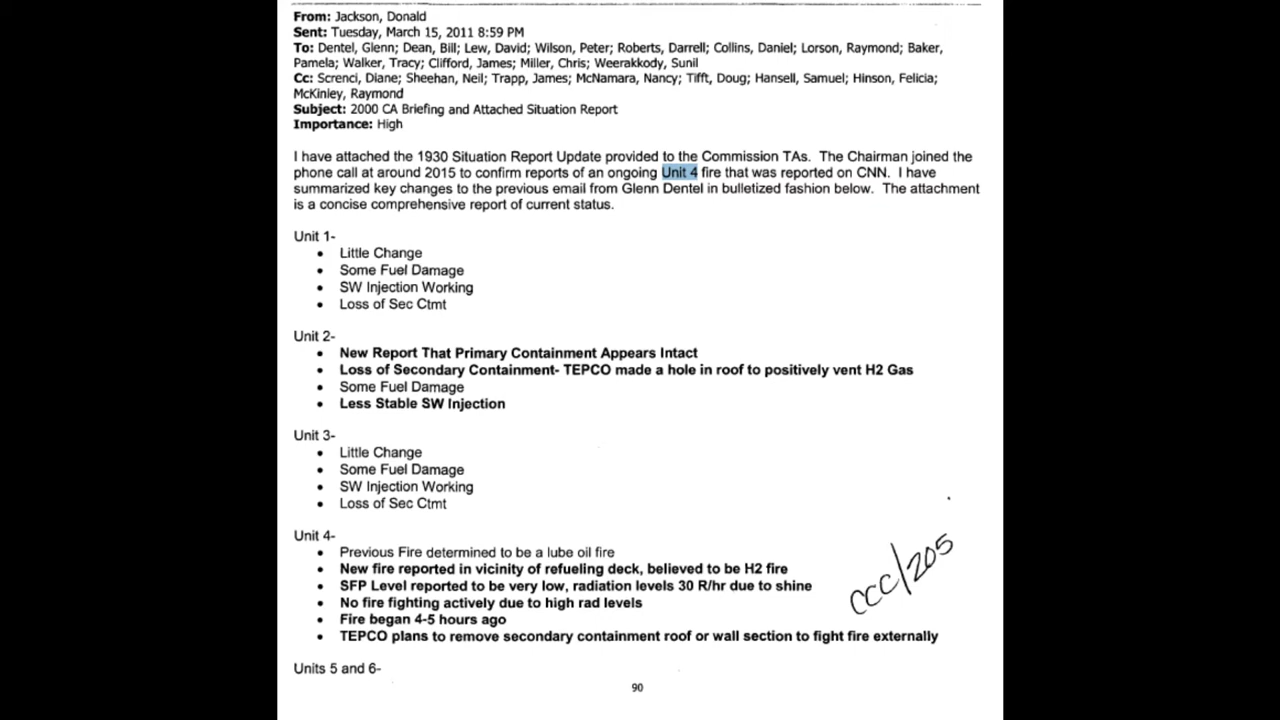 From: Jackson, Donald
Sent: Tuesday, March 15, 2011 8:59 PM
To: Dentel, Glenn; Dean, Bill; Lew, David; Wilson, Peter; Roberts, Darrell; Collins, Daniel; Lorson, Raymond; Baker,
Pamela; Walker, Tracy; Clifford, James; Miller, Chris; Weerakkody, Sunil
Cc: Screnci, Diane; Sheehan, Neil; Trapp, James; McNamara, Nancy; Tifft, Doug; Hansell, Samuel; Hinson, Felicia;
McKinley, Raymond
Subject: 2000 CA Briefing and Attached Situation Report
Importance: High
I have attached the 1930 Situation Report Update provided to the Commission TAs. The Chairman joined the
phone call at around 2015 to confirm reports of an ongoing Unit 4 fire that was reported on CNN. I have
summarized key changes to the previous email from Glenn Dentel in bulletized fashion below. The attachment
is a concise comprehensive report of current status.
Unit 1-
• Little Change
• Some Fuel Damage
• SW Injection Working
• Loss of Sec Ctmt
Unit 2-
• New Report That Primary Containment Appears Intact
• Loss of Secondary Containment- TEPCO made a hole in roof to positively vent H2 Gas
• Some Fuel Damage
• Less Stable SW Injection
Unit 3-
• Little Change
• Some Fuel Damage
• SW Injection Working
• Loss of Sec Ctmt
Unit 4-
• Previous Fire determined to be a lube oil fire
• New fire reported in vicinity of refueling deck, believed to be H2 fire
• SFP Level reported to be very low, radiation levels 30 R/hr due to shine
• No fire fighting actively due to high rad levels
• Fire began 4-5 hours ago
• TEPCO plans to remove secondary containment roof or wall section to fight fire externally
CCC/205
Units 5 and 6-
90